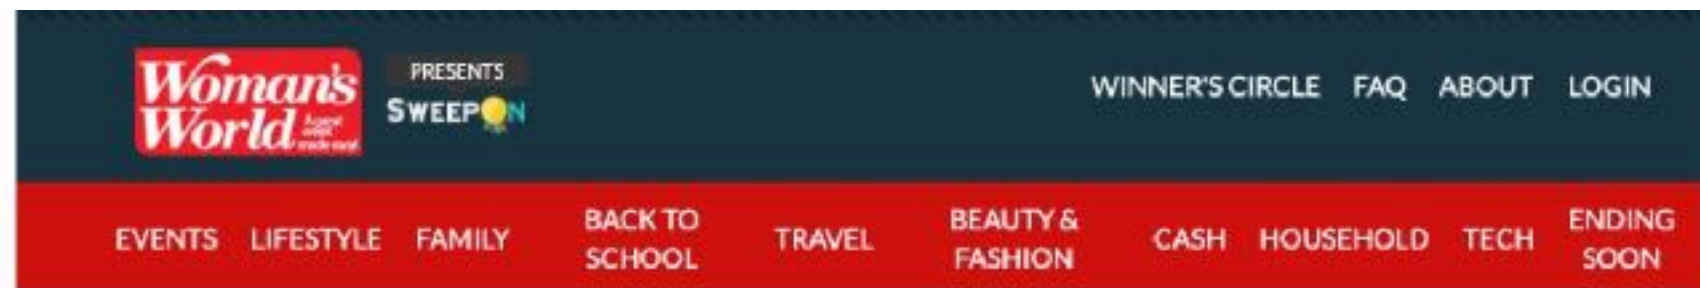 Woman's
World
PRESENTS
SWEEPON
WINNER'S CIRCLE FAQ ABOUT LOGIN
EVENTS LIFESTYLE FAMILY BACK TO SCHOOL TRAVEL BEAUTY & FASHION CASH HOUSEHOLD TECH ENDING SOON